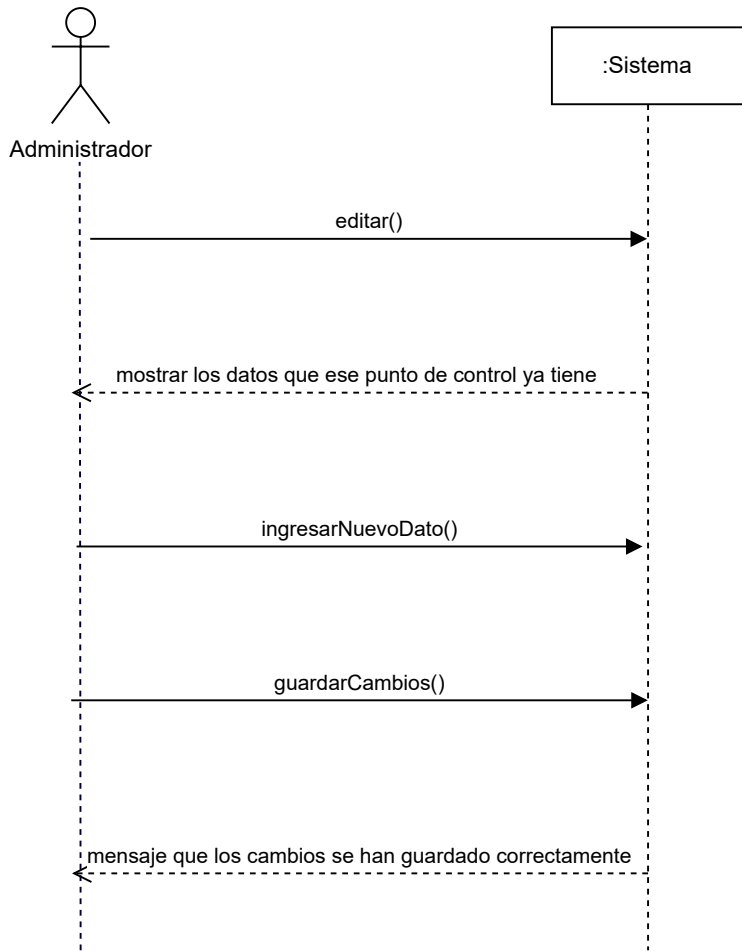 :Sistema
Administrador
editar()
mostrar los datos que ese punto de control ya tiene
ingresarNuevoDato()
guardarCambios()
mensaje que los cambios se han guardado correctamente